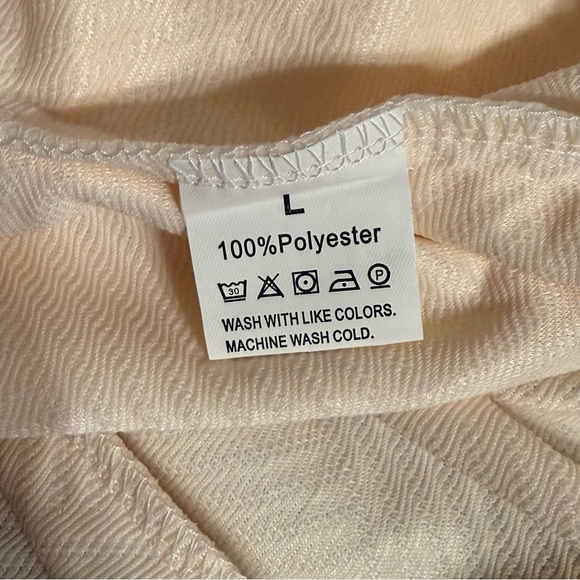 L
100%Polyester
30 P
WASH WITH LIKE COLORS.
MACHINE WASH COLD.